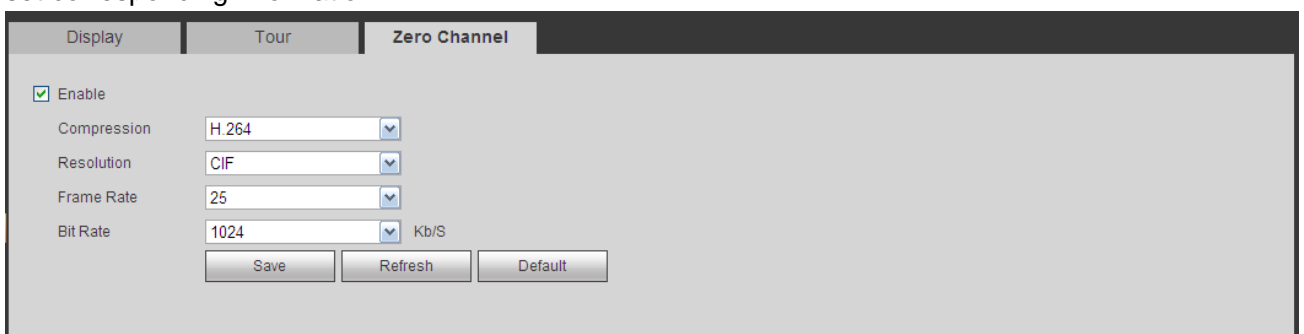 Display Tour Zero Channel
Enable
Compression H.264
Resolution CIF
Frame Rate 25
Bit Rate 1024 Kb/S
Save Refresh Default